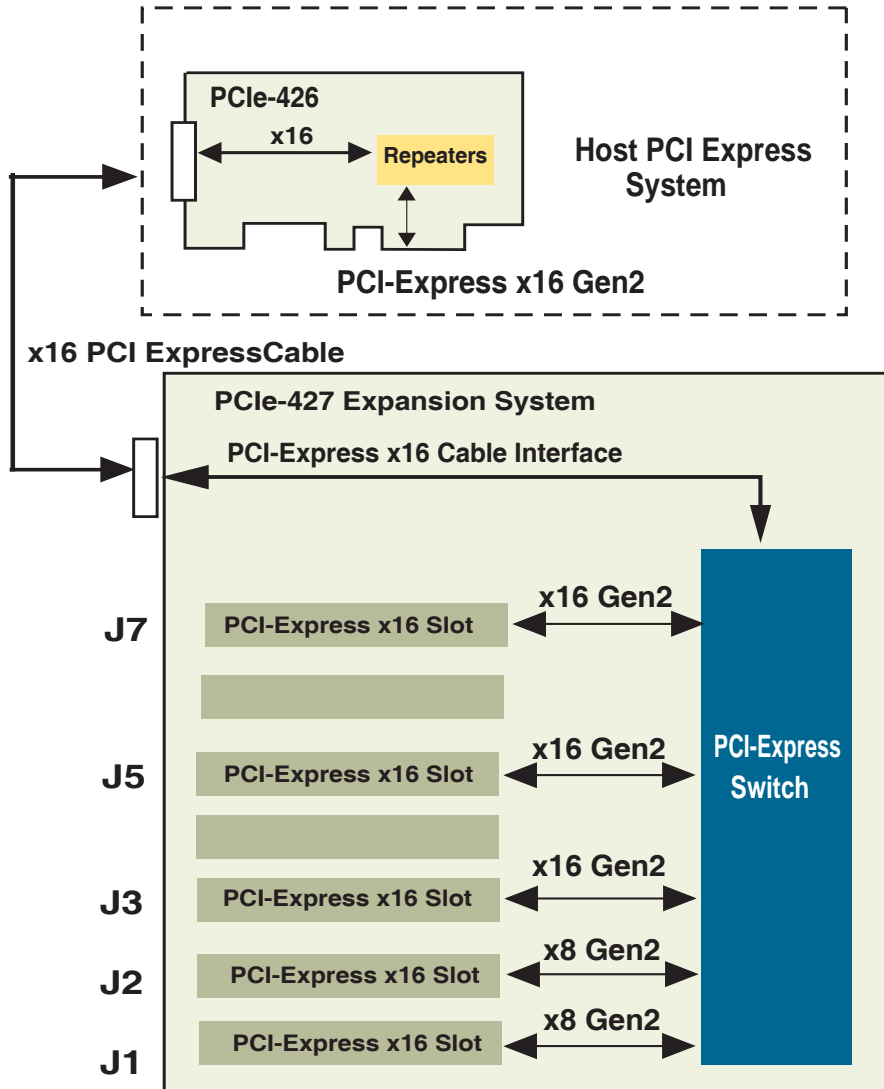 PCIe-426
x16
Repeaters
Host PCI Express
System
PCI-Express x16 Gen2
x16 PCI ExpressCable
PCIe-427 Expansion System
PCI-Express x16 Cable Interface
J7
PCI-Express x16 Slot
x16 Gen2
J5
PCI-Express x16 Slot
x16 Gen2
PCI-Express
Switch
J3
PCI-Express x16 Slot
x16 Gen2
J2
PCI-Express x16 Slot
x8 Gen2
J1
PCI-Express x16 Slot
x8 Gen2